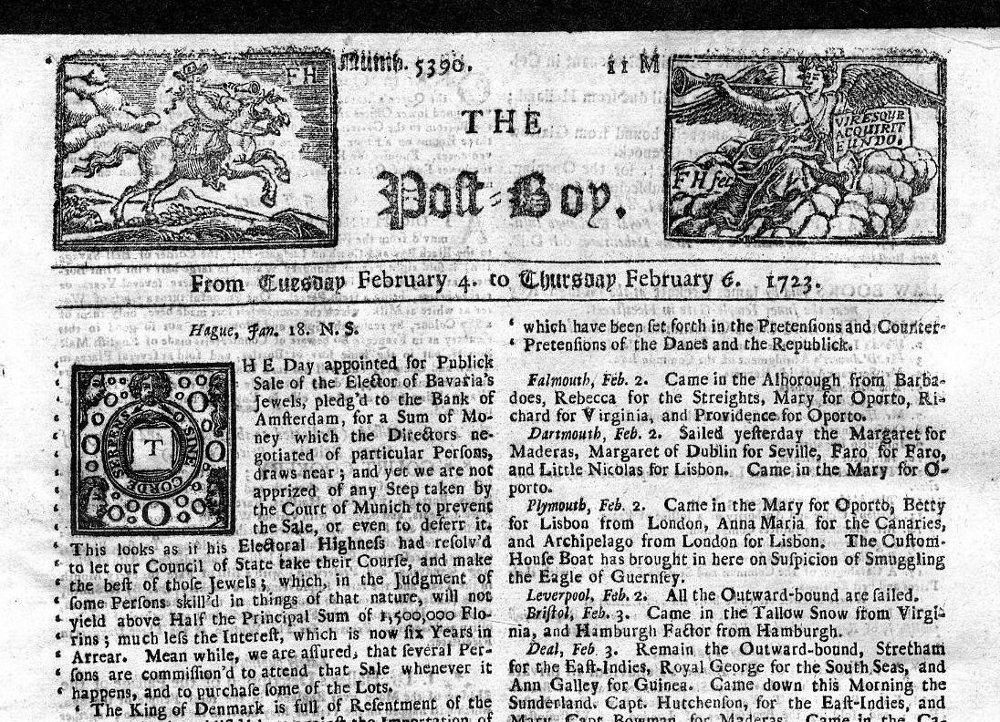 FH
Numb. 5390.
11 M
VIRESQUE
ACQUIRIT
EUNDO.
FH fec
THE
Poſt-Boy.
From Tuesday February 4. to Thursday February 6. 1723.
Hague, Jan. 18. N. S.
‘ THE Day appointed for Publick
‘ Sale of the Elector of Bavaria's
‘ Jewels, pledg'd to the Bank of
‘ Amſterdam, for a Sum of Mo-
‘ ney which the Directors ne-
‘ gotiated of particular Perſons,
‘ draws near; and yet we are not
‘ apprized of any Step taken by
‘ the Court of Munich to prevent
‘ the Sale, or even to deferr it.
SINE
CORDE
SERPENS
‘ This looks as if his Electoral Highneſs had reſolv'd
‘ to let our Council of State take their Courſe, and make
‘ the beſt of thoſe Jewels; which, in the Judgment of
‘ ſome Perſons skill'd in things of that nature, will not
‘ yield above Half the Principal Sum of 1,500,000 Flo-
‘ rins; much leſs the Intereſt, which is now ſix Years in
‘ Arrear. Mean while, we are aſſured, that ſeveral Per-
‘ ſons are commiſſion'd to attend that Sale whenever it
‘ happens, and to purchaſe ſome of the Lots.
‘ The King of Denmark is full of Reſentment of the
the Importation of
‘ which have been ſet forth in the Pretenſions and Counter-
‘ Pretenſions of the Danes and the Republick.
Falmouth, Feb. 2. Came in the Alborough from Barba-
does, Rebecca for the Streights, Mary for Oporto, Ri-
chard for Virginia, and Providence for Oporto.
Dartmouth, Feb. 2. Sailed yeſterday the Margaret for
Maderas, Margaret of Dublin for Seville, Faro for Faro,
and Little Nicolas for Lisbon. Came in the Mary for O-
porto.
Plymouth, Feb. 2. Came in the Mary for Oporto, Betty
for Lisbon from London, Anna Maria for the Canaries,
and Archipelago from London for Lisbon. The Cuſtom-
Houſe Boat has brought in here on Suſpicion of Smuggling
the Eagle of Guernſey.
Leverpool, Feb. 2. All the Outward-bound are ſailed.
Briſtol, Feb. 3. Came in the Tallow Snow from Virgi-
nia, and Hamburgh Factor from Hamburgh.
Deal, Feb. 3. Remain the Outward-bound, Stretham
for the Eaſt-Indies, Royal George for the South Seas, and
Ann Galley for Guinea. Came down this Morning the
Sunderland. Capt. Hutchenſon, for the Eaſt-Indies, and
Mary, Capt Bowman, for Maderas. Came in the Ca-